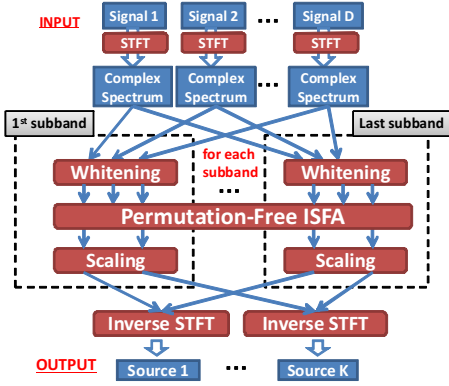 INPUT
Signal 1 Signal 2 ... Signal D
STFT STFT STFT
Complex Spectrum Complex Spectrum ... Complex Spectrum
1st subband Last subband
for each subband
Whitening ... Whitening
Permutation-Free ISFA
Scaling Scaling
Inverse STFT Inverse STFT
OUTPUT
Source 1 ... Source K